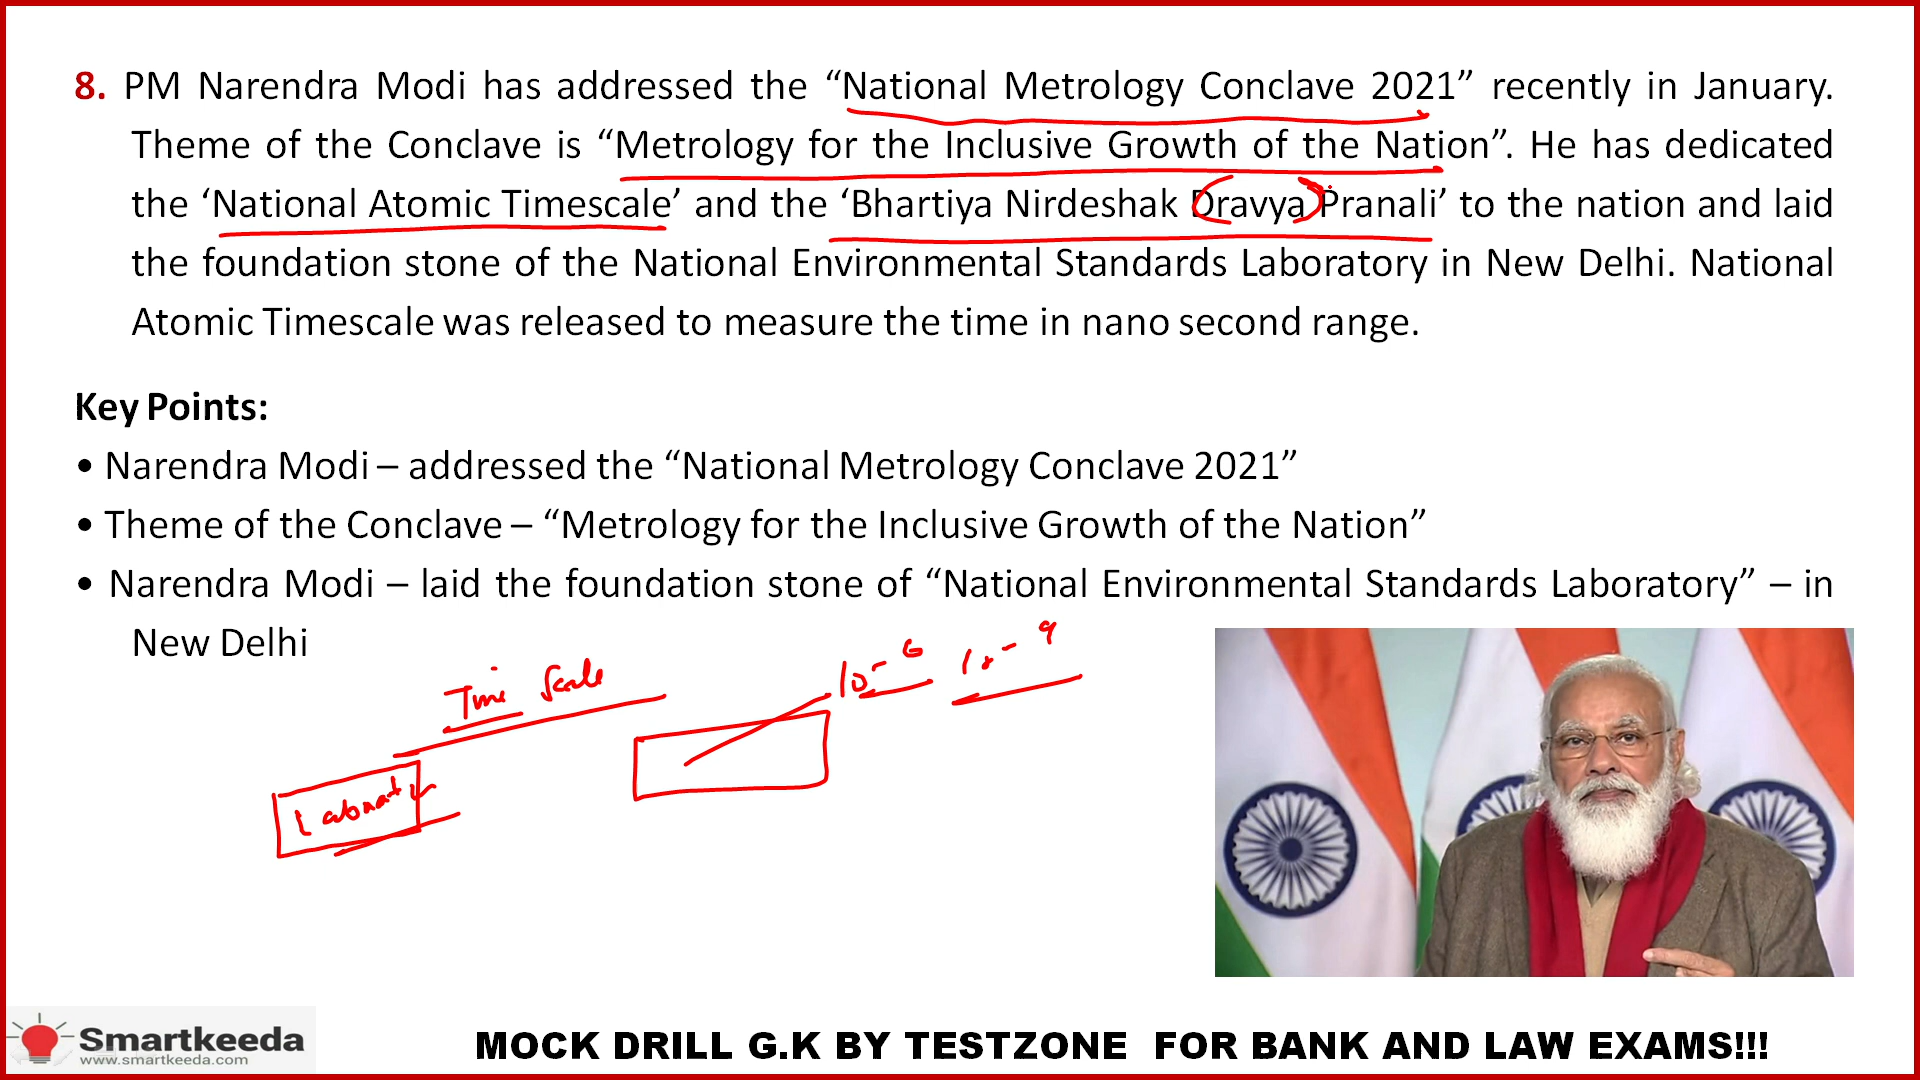 8. PM Narendra Modi has addressed the “National Metrology Conclave 2021” recently in January.
Theme of the Conclave is “Metrology for the Inclusive Growth of the Nation”. He has dedicated
the ‘National Atomic Timescale’ and the ‘Bhartiya Nirdeshak Dravya Pranali’ to the nation and laid
the foundation stone of the National Environmental Standards Laboratory in New Delhi. National
Atomic Timescale was released to measure the time in nano second range.
Key Points:
• Narendra Modi – addressed the “National Metrology Conclave 2021”
• Theme of the Conclave – “Metrology for the Inclusive Growth of the Nation”
• Narendra Modi – laid the foundation stone of “National Environmental Standards Laboratory” – in
New Delhi
Time Scale
10⁻⁶ 10⁻⁹
Smartkeeda
www.smartkeeda.com
MOCK DRILL G.K BY TESTZONE FOR BANK AND LAW EXAMS!!!